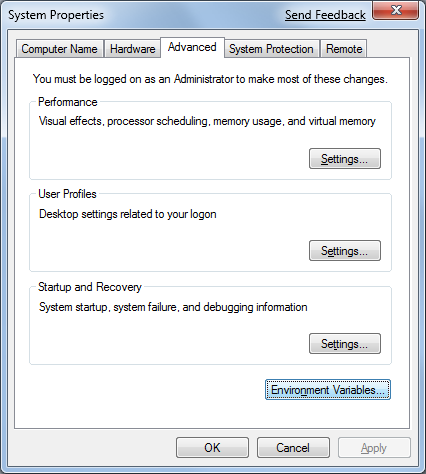 System Properties Send Feedback
Computer Name Hardware Advanced System Protection Remote
You must be logged on as an Administrator to make most of these changes.
Performance
Visual effects, processor scheduling, memory usage, and virtual memory
Settings...
User Profiles
Desktop settings related to your logon
Settings...
Startup and Recovery
System startup, system failure, and debugging information
Settings...
Environment Variables...
OK Cancel Apply